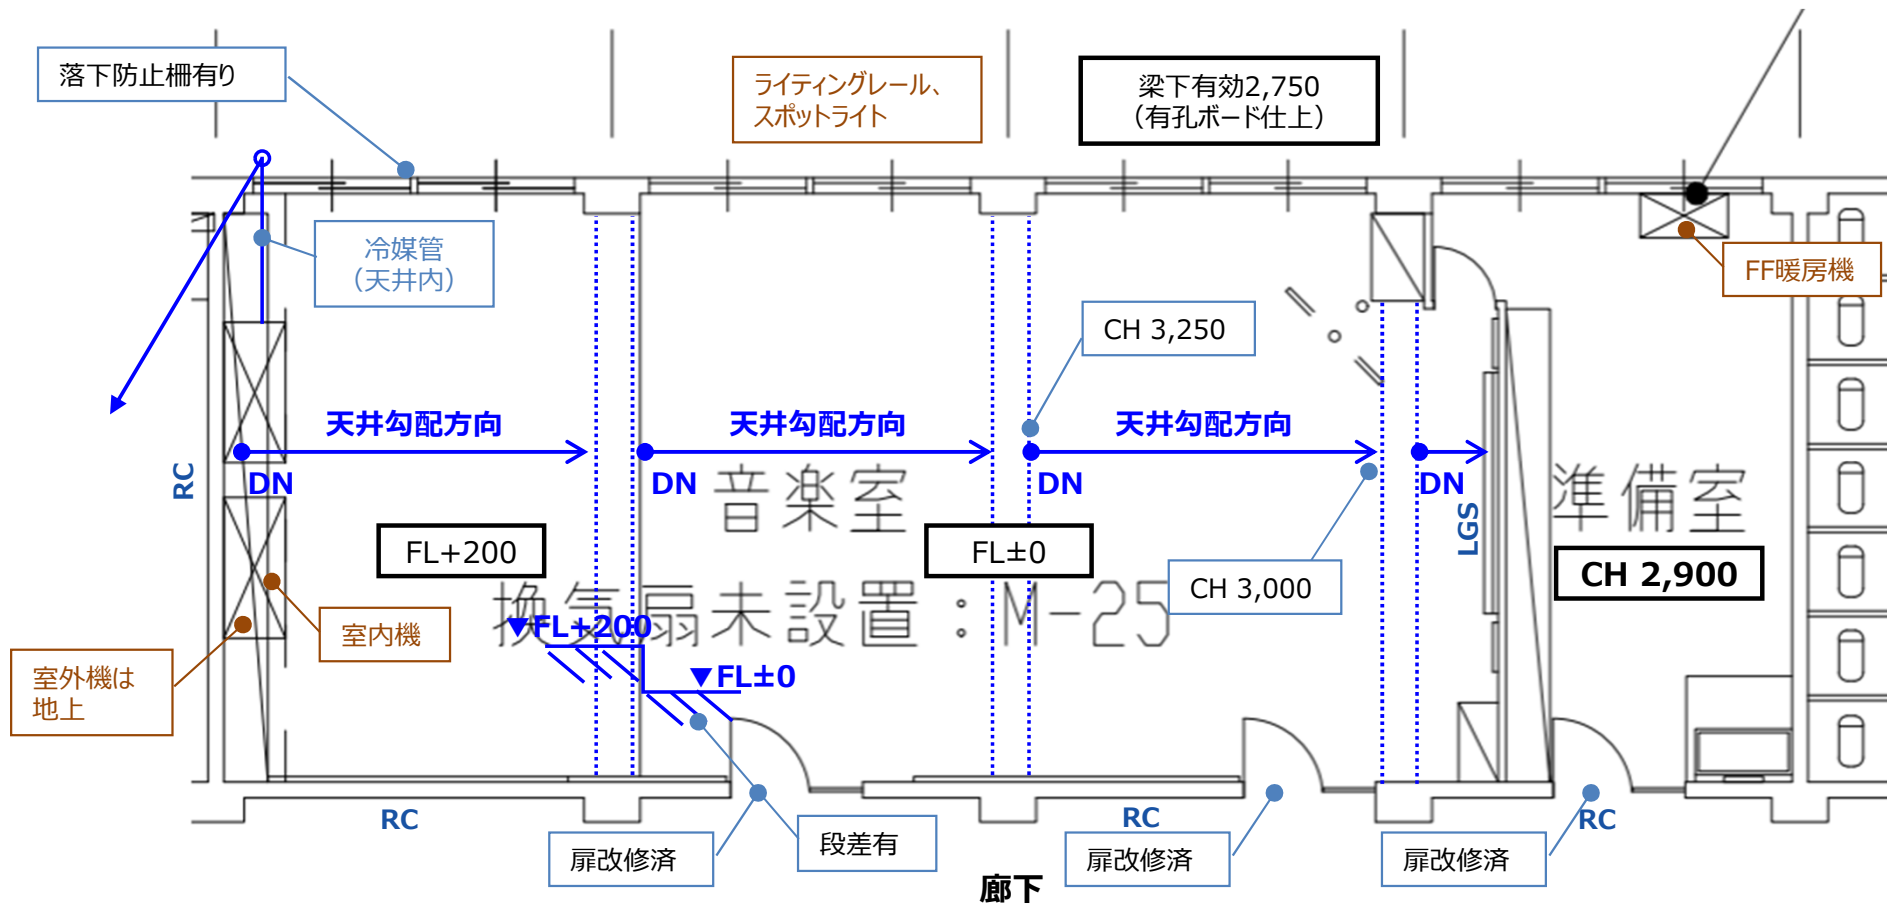 落下防止柵有り
ライティングレール、
スポットライト
梁下有効2,750
（有孔ボード仕上）
冷媒管
（天井内）
FF暖房機
CH 3,250
天井勾配方向
天井勾配方向
天井勾配方向
RC
DN
DN
DN
DN
音楽室
準備室
LGS
FL+200
FL±0
CH 3,000
CH 2,900
換気扇未設置：M-25
▼FL+200
▼FL±0
室内機
室外機は
地上
RC
RC
RC
扉改修済
段差有
扉改修済
扉改修済
廊下